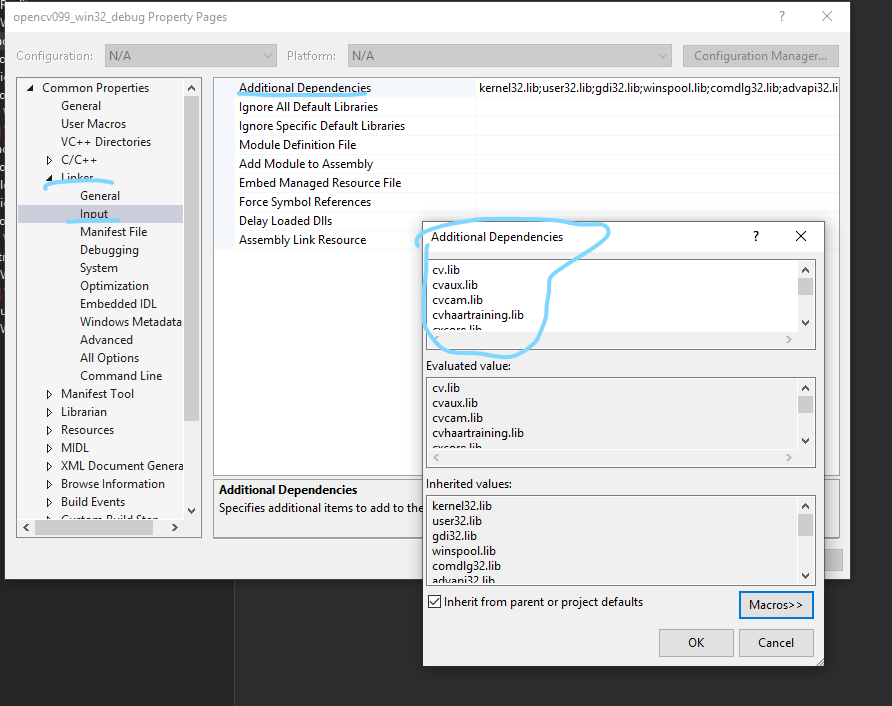 opencv099_win32_debug Property Pages
?
Configuration: N/A Platform: N/A Configuration Manager...
Common Properties
General
User Macros
VC++ Directories
C/C++
Linker
General
Input
Manifest File
Debugging
System
Optimization
Embedded IDL
Windows Metadata
Advanced
All Options
Command Line
Manifest Tool
Librarian
Resources
MIDL
XML Document Genera
Browse Information
Build Events
Custom Build Step
Additional Dependencies kernel32.lib;user32.lib;gdi32.lib;winspool.lib;comdlg32.lib;advapi32.li
Ignore All Default Libraries
Ignore Specific Default Libraries
Module Definition File
Add Module to Assembly
Embed Managed Resource File
Force Symbol References
Delay Loaded Dlls
Assembly Link Resource
Additional Dependencies
Specifies additional items to add to the
Additional Dependencies ?
cv.lib
cvaux.lib
cvcam.lib
cvhaartraining.lib
cxcore.lib
Evaluated value:
cv.lib
cvaux.lib
cvcam.lib
cvhaartraining.lib
cxcore.lib
Inherited values:
kernel32.lib
user32.lib
gdi32.lib
winspool.lib
comdlg32.lib
advapi32.lib
Inherit from parent or project defaults
Macros>>
OK Cancel